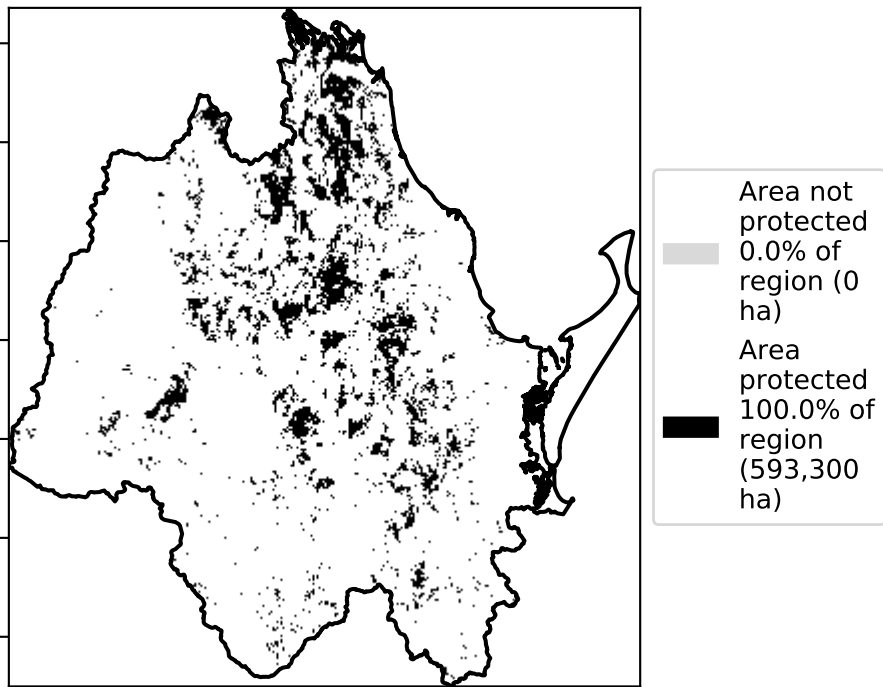 Area not
protected
0.0% of
region (0
ha)
Area
protected
100.0% of
region
(593,300
ha)